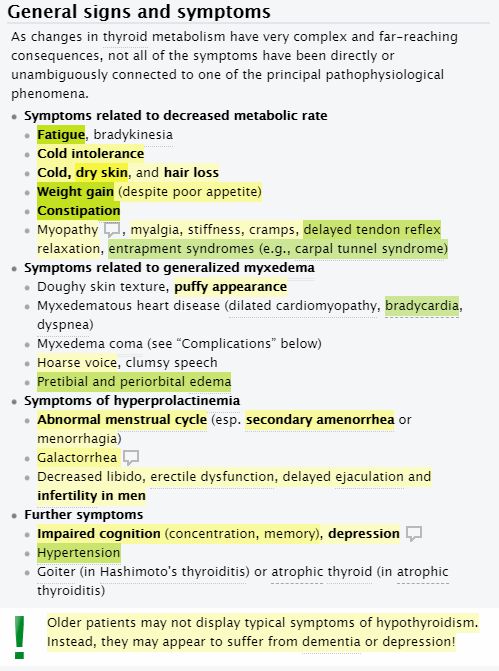 General signs and symptoms
As changes in thyroid metabolism have very complex and far-reaching
consequences, not all of the symptoms have been directly or
unambiguously connected to one of the principal pathophysiological
phenomena.
Symptoms related to decreased metabolic rate
Fatigue, bradykinesia
Cold intolerance
Cold, dry skin, and hair loss
Weight gain (despite poor appetite)
Constipation
Myopathy, myalgia, stiffness, cramps, delayed tendon reflex
relaxation, entrapment syndromes (e.g., carpal tunnel syndrome)
Symptoms related to generalized myxedema
Doughy skin texture, puffy appearance
Myxedematous heart disease (dilated cardiomyopathy, bradycardia,
dyspnea)
Myxedema coma (see “Complications” below)
Hoarse voice, clumsy speech
Pretibial and periorbital edema
Symptoms of hyperprolactinemia
Abnormal menstrual cycle (esp. secondary amenorrhea or
menorrhagia)
Galactorrhea
Decreased libido, erectile dysfunction, delayed ejaculation and
infertility in men
Further symptoms
Impaired cognition (concentration, memory), depression
Hypertension
Goiter (in Hashimoto's thyroiditis) or atrophic thyroid (in atrophic
thyroiditis)
Older patients may not display typical symptoms of hypothyroidism.
Instead, they may appear to suffer from dementia or depression!